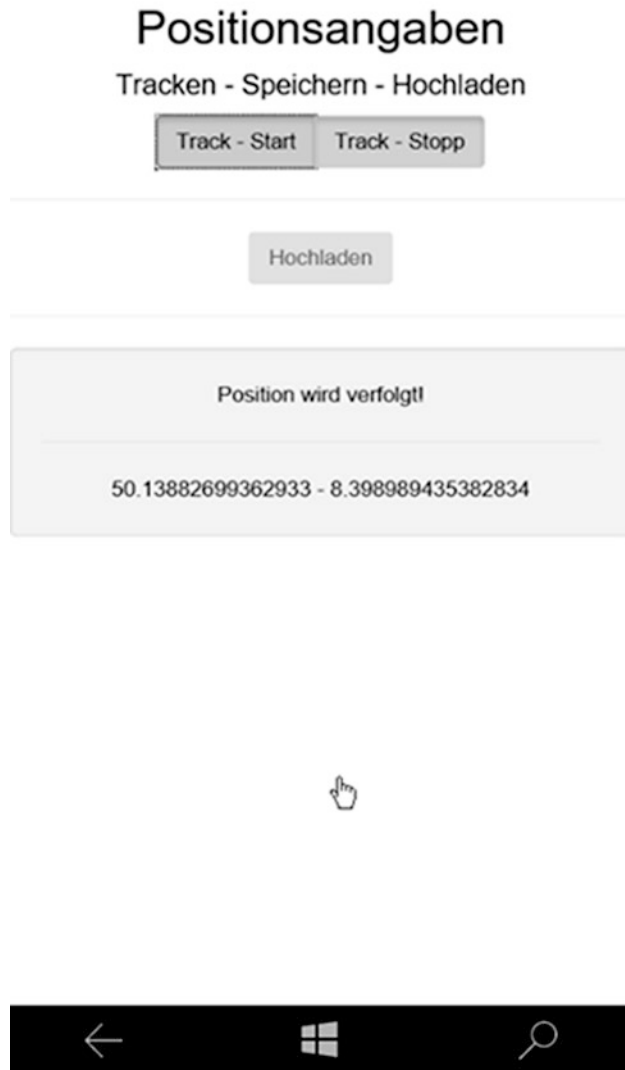 Positionsangaben
Tracken - Speichern - Hochladen
Track - Start Track - Stopp
Hochladen
Position wird verfolgt!
50.13882699362933 - 8.398989435382834